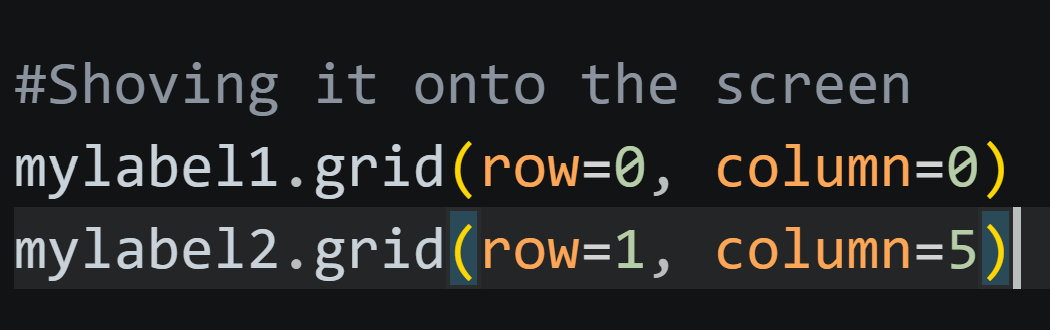 #Shoving it onto the screen
mylabel1.grid(row=0, column=0)
mylabel2.grid(row=1, column=5)